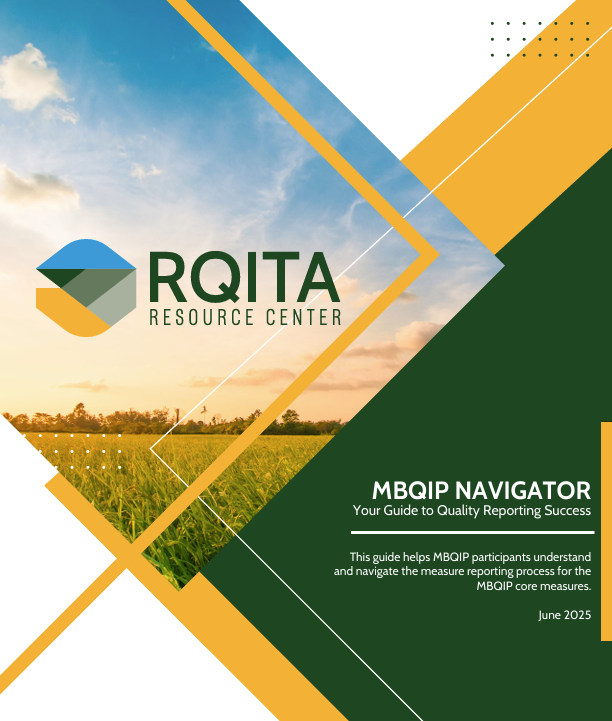 RQITA
RESOURCE CENTER
MBQIP NAVIGATOR
Your Guide to Quality Reporting Success
This guide helps MBQIP participants understand
and navigate the measure reporting process for the
MBQIP core measures.
June 2025